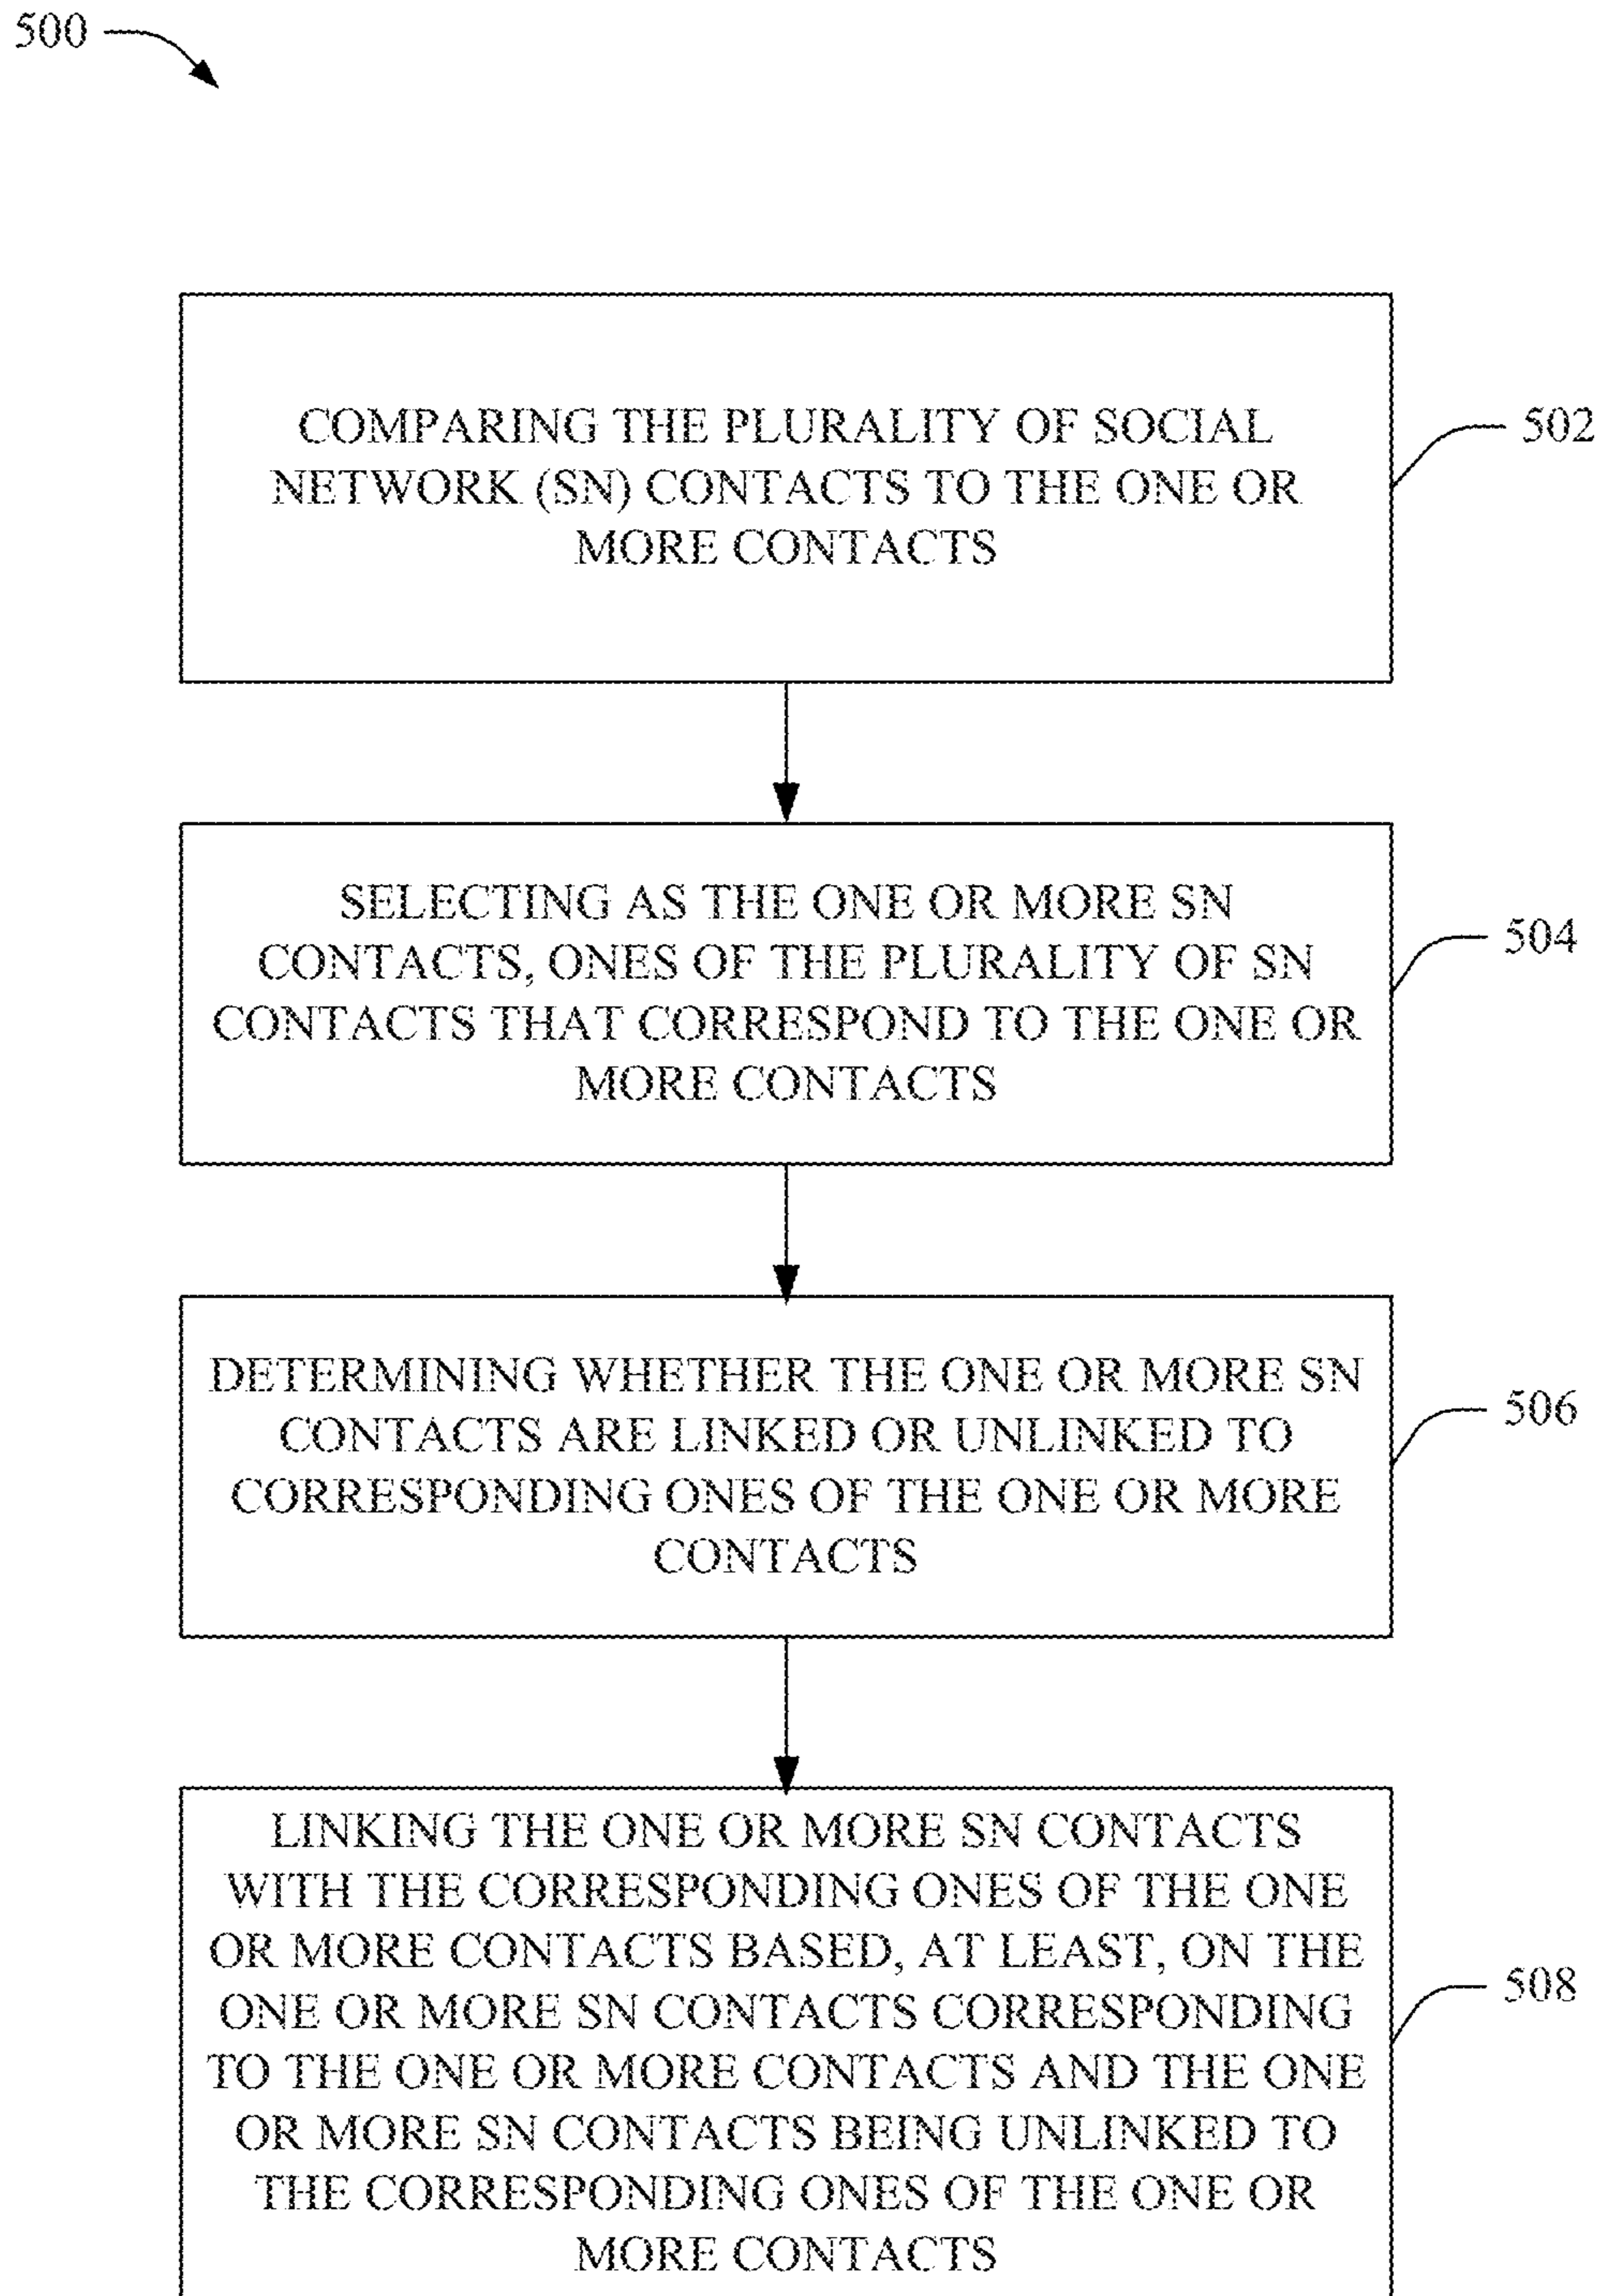 500
COMPARING THE PLURALITY OF SOCIAL
NETWORK (SN) CONTACTS TO THE ONE OR
MORE CONTACTS
502
SELECTING AS THE ONE OR MORE SN
CONTACTS, ONES OF THE PLURALITY OF SN
CONTACTS THAT CORRESPOND TO THE ONE OR
MORE CONTACTS
504
DETERMINING WHETHER THE ONE OR MORE SN
CONTACTS ARE LINKED OR UNLINKED TO
CORRESPONDING ONES OF THE ONE OR MORE
CONTACTS
506
LINKING THE ONE OR MORE SN CONTACTS
WITH THE CORRESPONDING ONES OF THE ONE
OR MORE CONTACTS BASED, AT LEAST, ON THE
ONE OR MORE SN CONTACTS CORRESPONDING
TO THE ONE OR MORE CONTACTS AND THE ONE
OR MORE SN CONTACTS BEING UNLINKED TO
THE CORRESPONDING ONES OF THE ONE OR
MORE CONTACTS
508